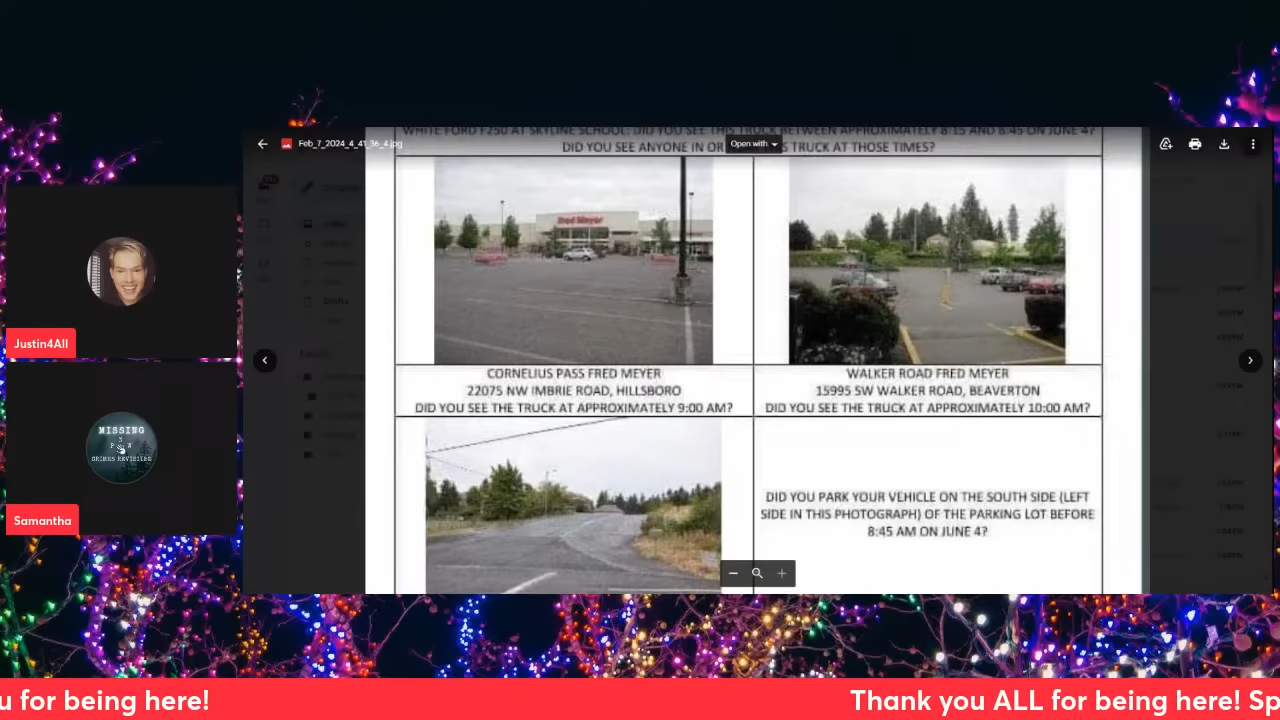 WHITE FORD F250 AT SKYLINE SCHOOL: DID YOU SEE THIS TRUCK BETWEEN APPROXIMATELY 8:15 AND 8:45 ON JUNE 4?
Feb_7_2024_4_41_36_4.jpg
DID YOU SEE ANYONE IN OR
Open with
S TRUCK AT THOSE TIMES?
Fred Meyer
CORNELIUS PASS FRED MEYER
22075 NW IMBRIE ROAD, HILLSBORO
DID YOU SEE THE TRUCK AT APPROXIMATELY 9:00 AM?
WALKER ROAD FRED MEYER
15995 SW WALKER ROAD, BEAVERTON
DID YOU SEE THE TRUCK AT APPROXIMATELY 10:00 AM?
DID YOU PARK YOUR VEHICLE ON THE SOUTH SIDE (LEFT
SIDE IN THIS PHOTOGRAPH) OF THE PARKING LOT BEFORE
8:45 AM ON JUNE 4?
Justin4All
MISSING
CRIMES REVISITED
Samantha
u for being here!
Thank you ALL for being here! Sp